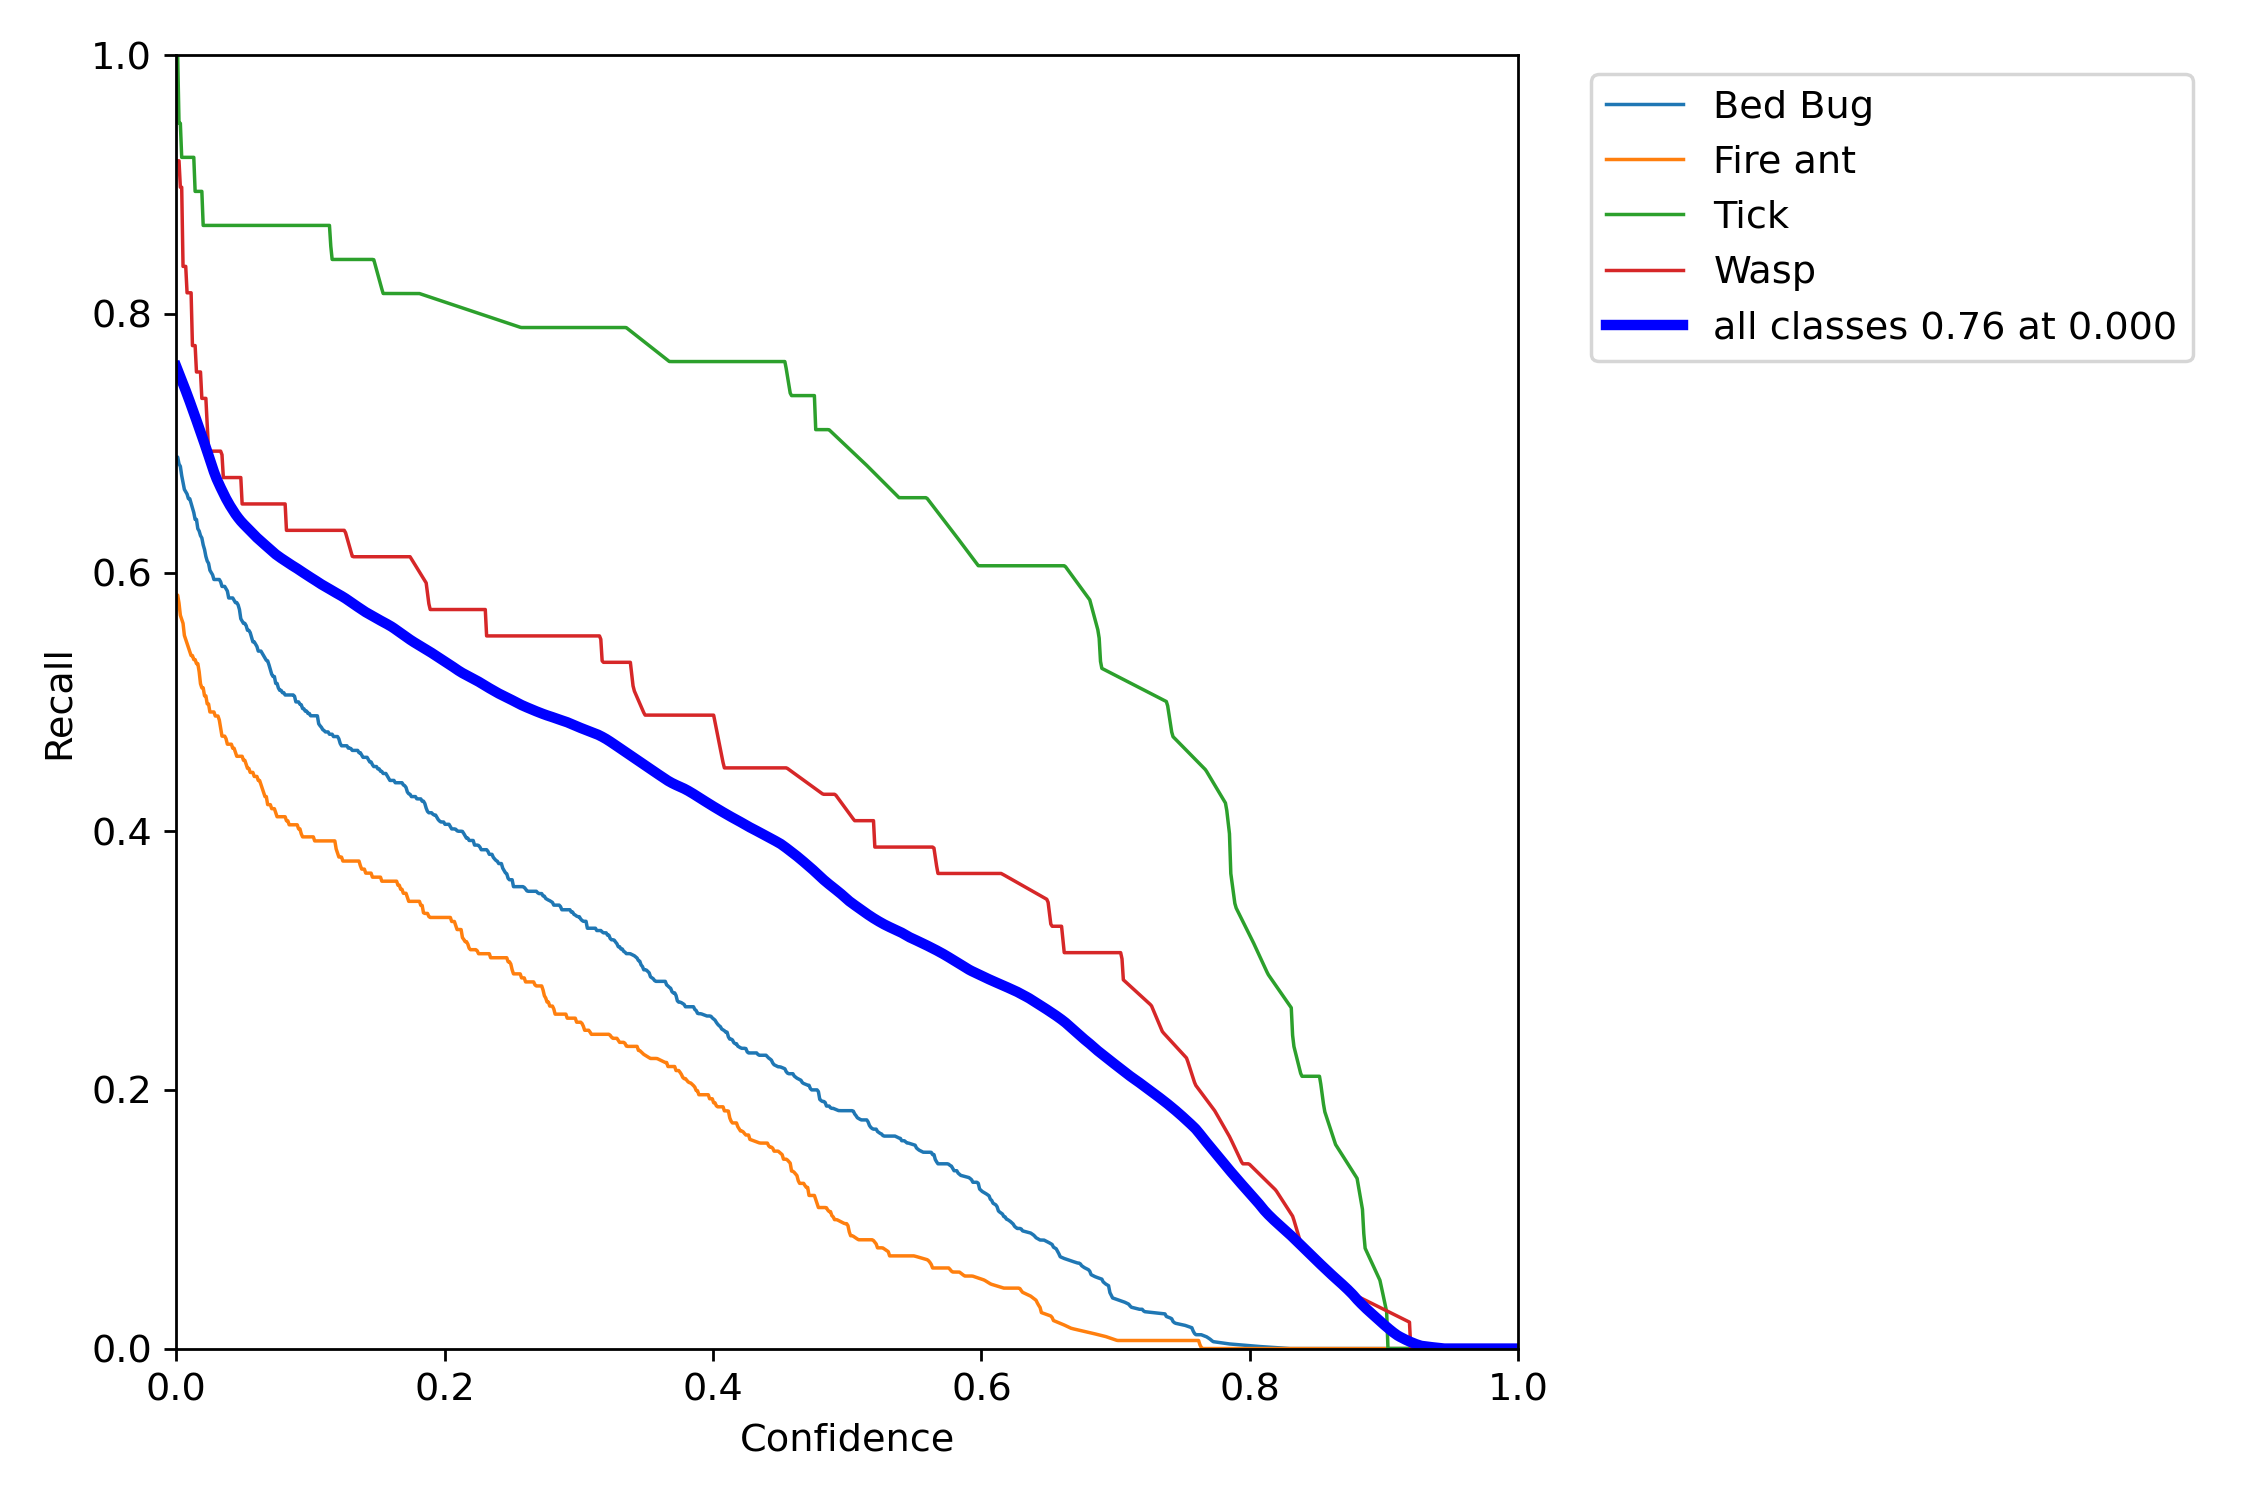 1.0
0.8
0.6
0.4
0.2
0.0
Recall
0.0 0.2 0.4 0.6 0.8 1.0
Confidence
Bed Bug
Fire ant
Tick
Wasp
all classes 0.76 at 0.000